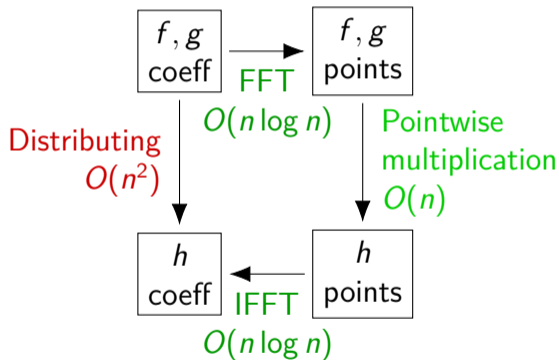 f, g
coeff
f, g
points
FFT
O(n log n)
Distributing
O(n²)
Pointwise
multiplication
O(n)
h
coeff
h
points
IFFT
O(n log n)